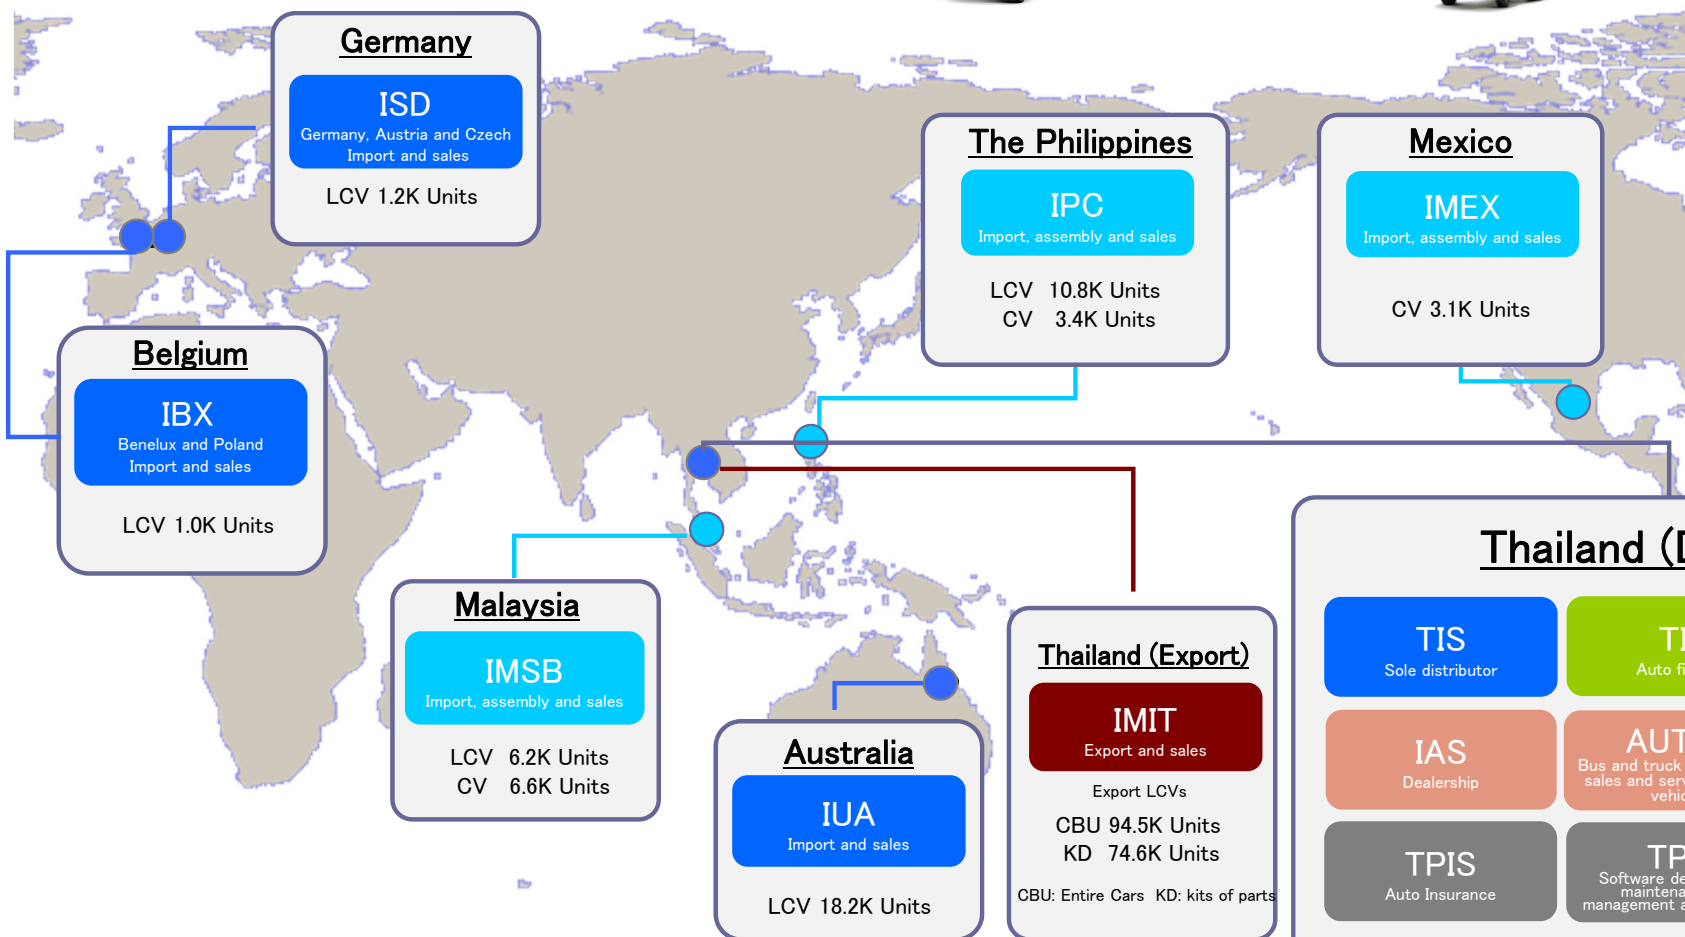 Germany
ISD
Germany, Austria and Czech
Import and sales
LCV 1.2K Units
The Philippines
IPC
Import, assembly and sales
LCV 10.8K Units
CV 3.4K Units
Mexico
IMEX
Import, assembly and sales
CV 3.1K Units
Belgium
IBX
Benelux and Poland
Import and sales
LCV 1.0K Units
Malaysia
IMSB
Import, assembly and sales
LCV 6.2K Units
CV 6.6K Units
Australia
IUA
Import and sales
LCV 18.2K Units
Thailand (Export)
IMIT
Export and sales
Export LCVs
CBU 94.5K Units
KD 74.6K Units
CBU: Entire Cars KD: kits of parts
Thailand
TIS
Sole distributor
Auto
IAS
Dealership
Bus and truck
sales and
TPIS
Auto Insurance
Software
management